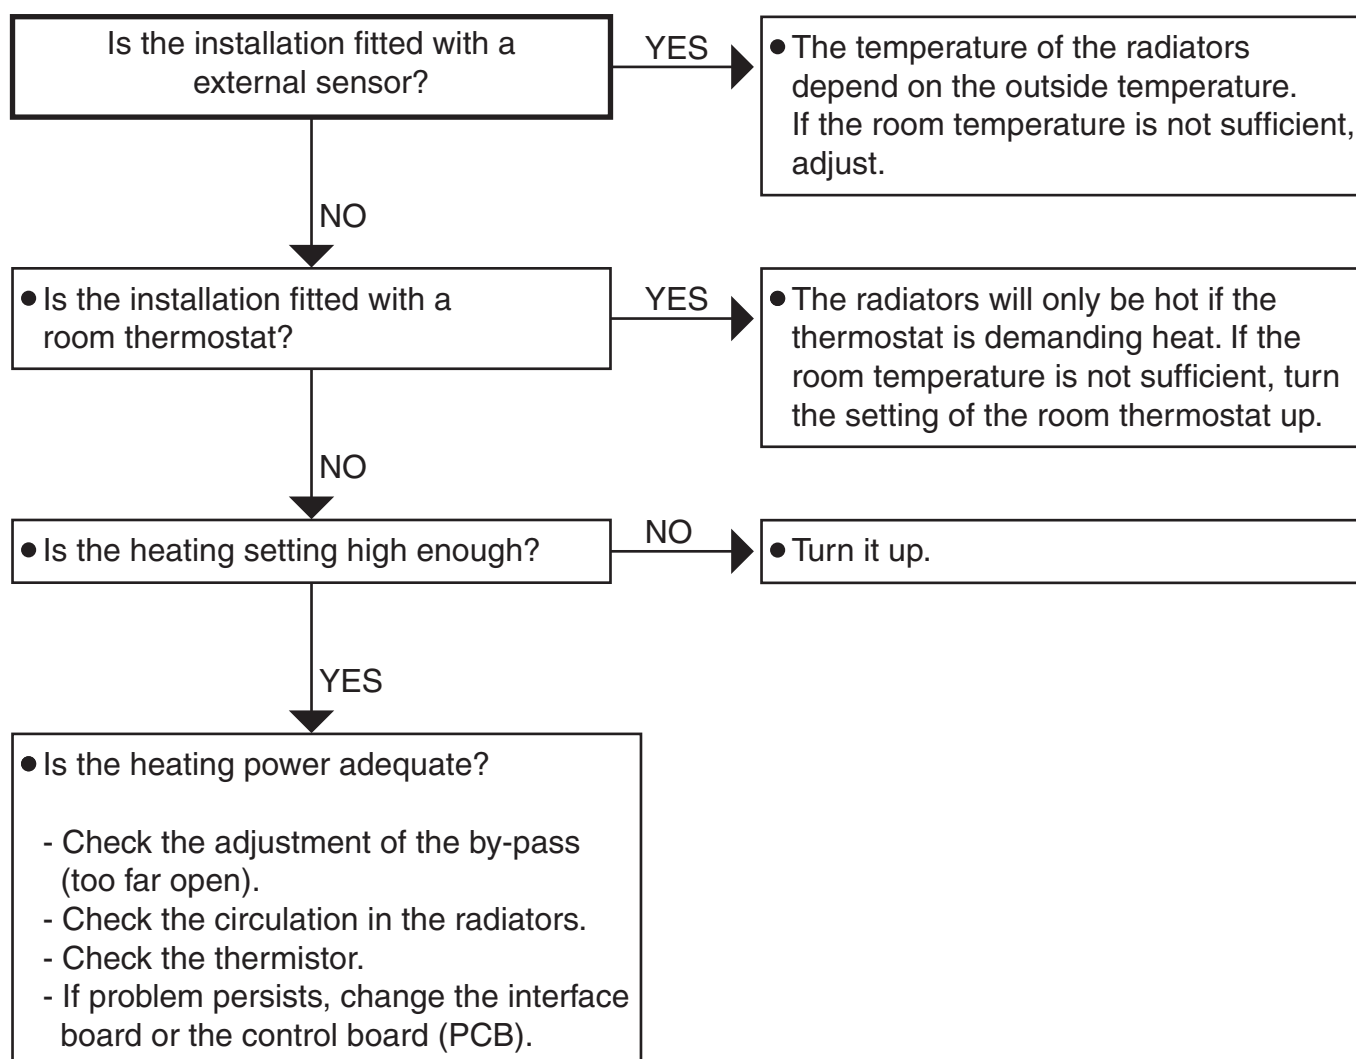 Is the installation fitted with a
external sensor?
YES
● The temperature of the radiators
depend on the outside temperature.
If the room temperature is not sufficient,
adjust.
NO
● Is the installation fitted with a
room thermostat?
YES
● The radiators will only be hot if the
thermostat is demanding heat. If the
room temperature is not sufficient, turn
the setting of the room thermostat up.
NO
● Is the heating setting high enough?
NO
● Turn it up.
YES
● Is the heating power adequate?
- Check the adjustment of the by-pass
(too far open).
- Check the circulation in the radiators.
- Check the thermistor.
- If problem persists, change the interface
board or the control board (PCB).